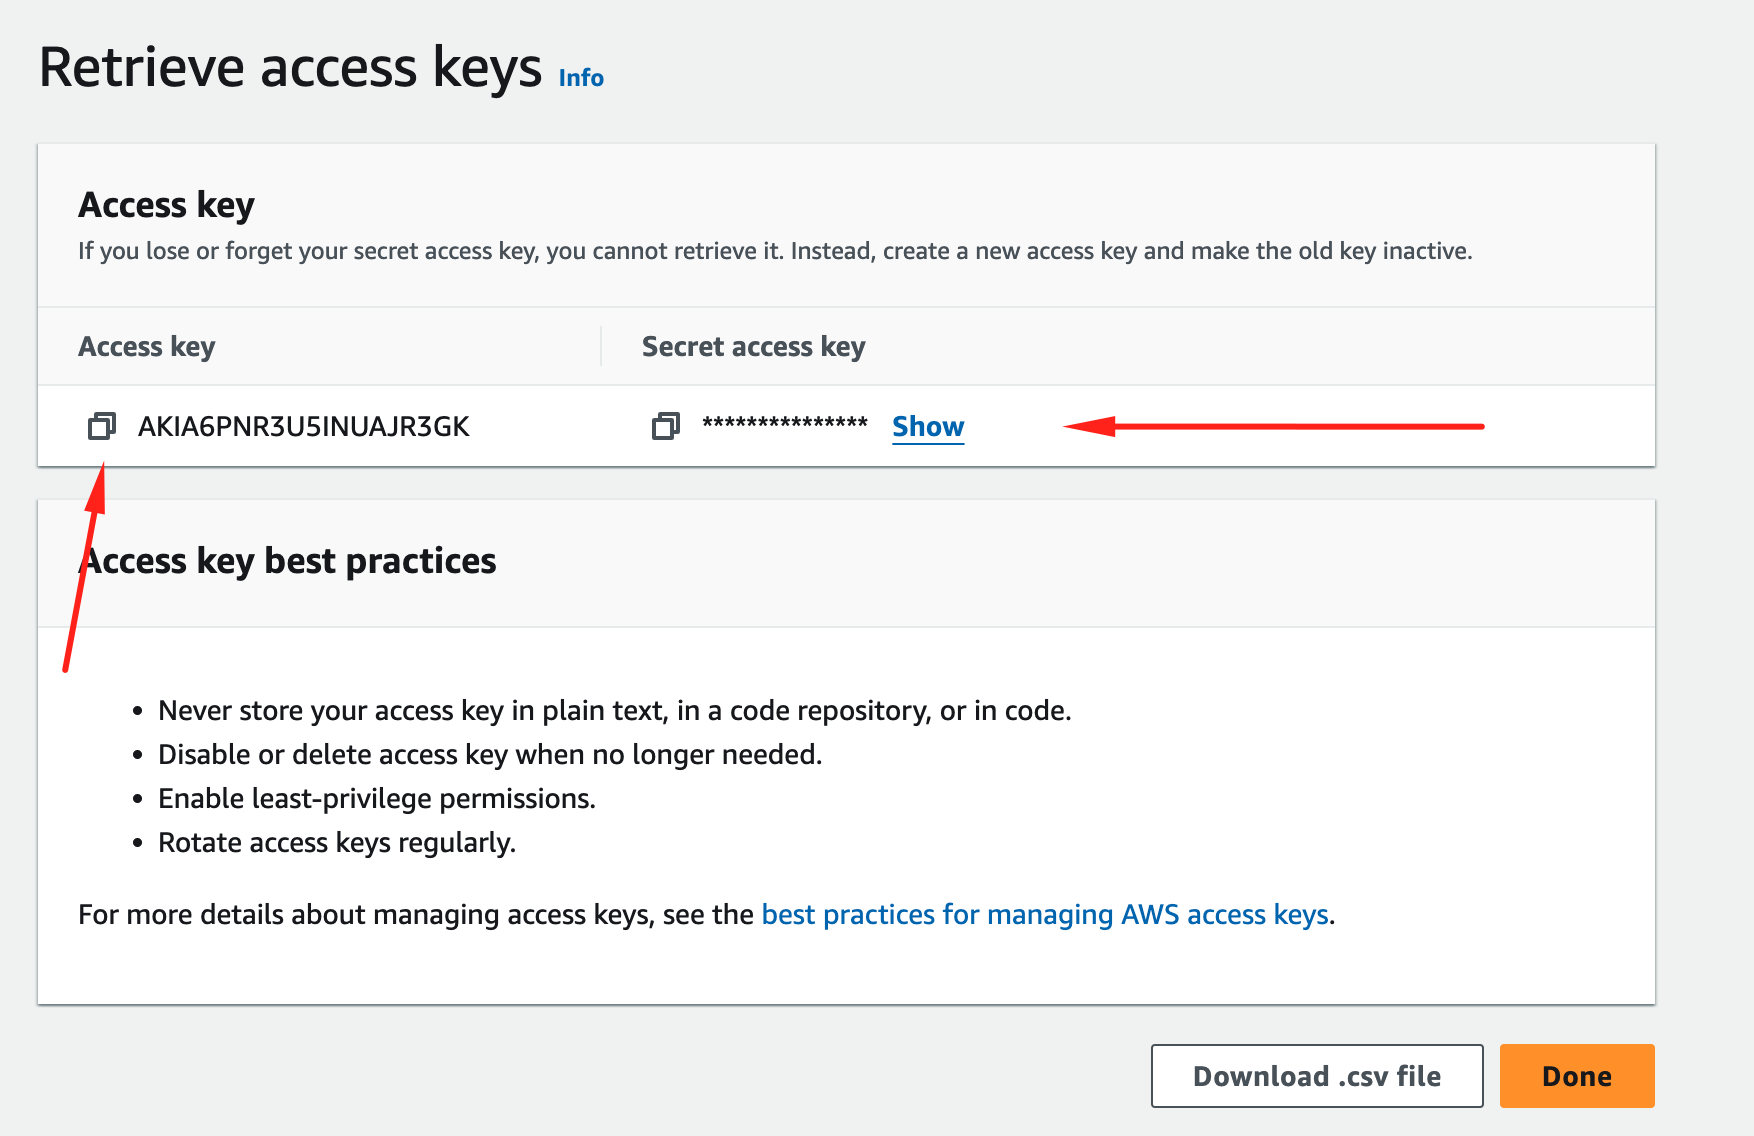 Retrieve access keys Info
Access key
If you lose or forget your secret access key, you cannot retrieve it. Instead, create a new access key and make the old key inactive.
Access key Secret access key
AKIA6PNR3U5INUAJR3GK *************** Show
Access key best practices
• Never store your access key in plain text, in a code repository, or in code.
• Disable or delete access key when no longer needed.
• Enable least-privilege permissions.
• Rotate access keys regularly.
For more details about managing access keys, see the best practices for managing AWS access keys.
Download .csv file Done